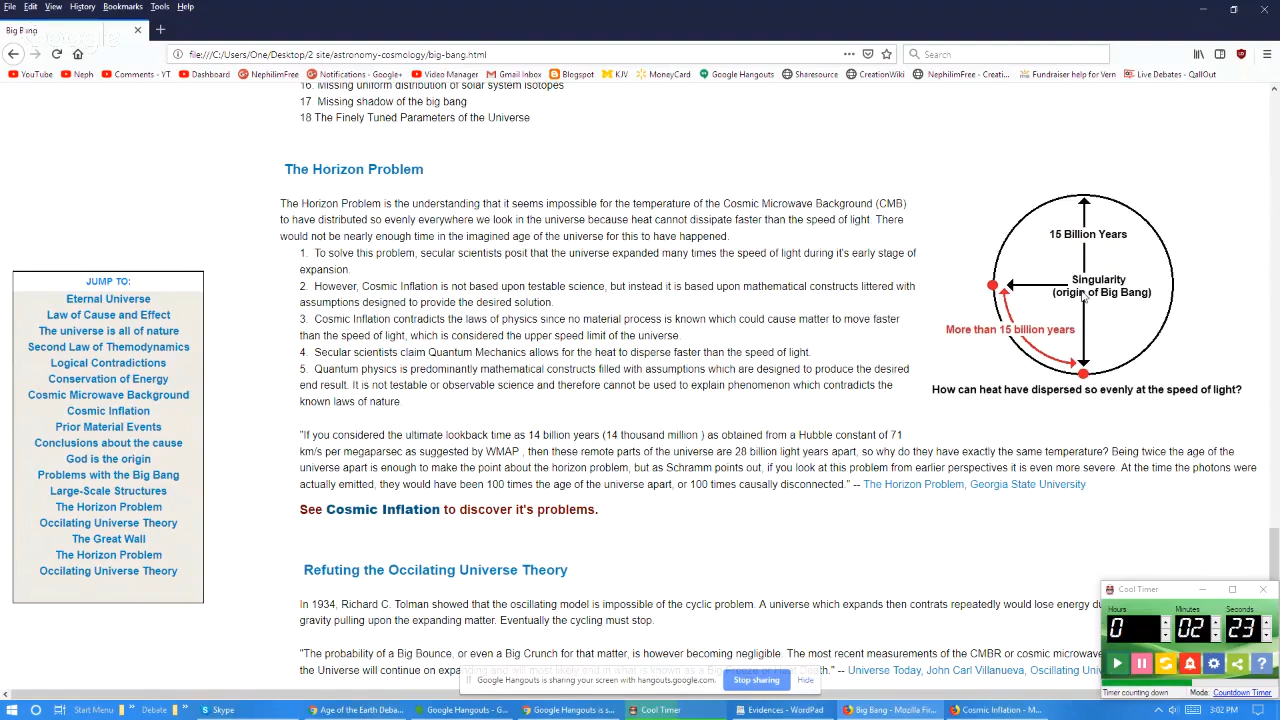 File Edit View History Bookmarks Tools Help
Big Bang
file:///C:/Users/One/Desktop/2 site/astronomy-cosmology/big-bang.html
Search
YouTube Neph Comments - YT Dashboard NephilimFree Notifications - Google+ Video Manager Gmail Inbox Blogspot KJV MoneyCard Google Hangouts Sharesource CreationWiki NephilimFree - Creati... Fundraiser help for Vern Live Debates - QallOut
16. Missing uniform distribution of solar system isotopes
17 Missing shadow of the big bang
18 The Finely Tuned Parameters of the Universe
The Horizon Problem
The Horizon Problem is the understanding that it seems impossible for the temperature of the Cosmic Microwave Background (CMB)
to have distributed so evenly everywhere we look in the universe because heat cannot dissipate faster than the speed of light. There
would not be nearly enough time in the imagined age of the universe for this to have happened.
1. To solve this problem, secular scientists posit that the universe expanded many times the speed of light during it's early stage of
expansion.
2. However, Cosmic Inflation is not based upon testable science, but instead it is based upon mathematical constructs littered with
assumptions designed to provide the desired solution.
3. Cosmic Inflation contradicts the laws of physics since no material process is known which could cause matter to move faster
than the speed of light, which is considered the upper speed limit of the universe.
4. Secular scientists claim Quantum Mechanics allows for the heat to disperse faster than the speed of light.
5. Quantum physics is predominantly mathematical constructs filled with assumptions which are designed to produce the desired
end result. It is not testable or observable science and therefore cannot be used to explain phenomenon which contradicts the
known laws of nature.
15 Billion Years
Singularity
(origin of Big Bang)
More than 15 billion years
How can heat have dispersed so evenly at the speed of light?
"If you considered the ultimate lookback time as 14 billion years (14 thousand million ) as obtained from a Hubble constant of 71
km/s per megaparsec as suggested by WMAP , then these remote parts of the universe are 28 billion light years apart, so why do they have exactly the same temperature? Being twice the age of the
universe apart is enough to make the point about the horizon problem, but as Schramm points out, if you look at this problem from earlier perspectives it is even more severe. At the time the photons were
actually emitted, they would have been 100 times the age of the universe apart, or 100 times causally disconnected." -- The Horizon Problem, Georgia State University
See Cosmic Inflation to discover it's problems.
JUMP TO:
Eternal Universe
Law of Cause and Effect
The universe is all of nature
Second Law of Themodynamics
Logical Contradictions
Conservation of Energy
Cosmic Microwave Background
Cosmic Inflation
Prior Material Events
Conclusions about the cause
God is the origin
Problems with the Big Bang
Large-Scale Structures
The Horizon Problem
Occilating Universe Theory
The Great Wall
The Horizon Problem
Occilating Universe Theory
Refuting the Occilating Universe Theory
In 1934, Richard C. Tolman showed that the oscillating model is impossible of the cyclic problem. A universe which expands then contrats repeatedly would lose energy du
gravity pulling upon the expanding matter. Eventually the cycling must stop.
"The probability of a Big Bounce, or even a Big Crunch for that matter, is however becoming negligible. The most recent measurements of the CMBR or cosmic microwave
the Universe will continue expanding and will most likely end in what is known as a Big Freeze or Heat Death." -- Universe Today, John Carl Villanueva, Oscillating Univ
Google Hangouts is sharing your screen with hangouts.google.com. Stop sharing Hide
Cool Timer
Hours Minutes Seconds
0 02 23
Timer counting down Mode: Countdown Timer
Start Menu Debate Skype Age of the Earth Deba... Google Hangouts - G... Google Hangouts is s... Cool Timer Evidences - WordPad Big Bang - Mozilla Fir... Cosmic Inflation - M... 3:02 PM